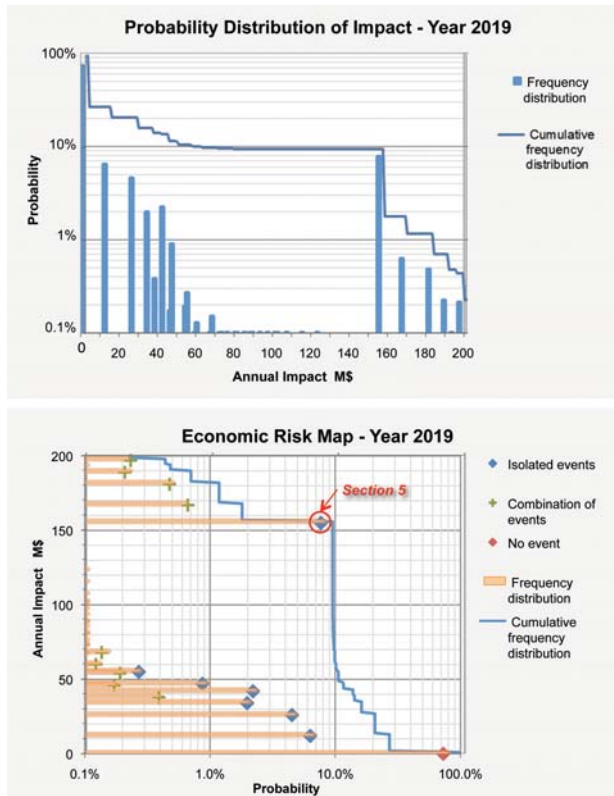 Probability Distribution of Impact - Year 2019
100%
10%
1%
0.1%
Probability
0 20 40 60 80 100 120 140 160 180 200
Annual Impact M$
Frequency
distribution
Cumulative
frequency
distribution
Economic Risk Map - Year 2019
200
150
100
50
0
Annual Impact M$
Section 5
0.1% 1.0% 10.0% 100.0%
Probability
Isolated events
Combination of
events
No event
Frequency
distribution
Cumulative
frequency
distribution